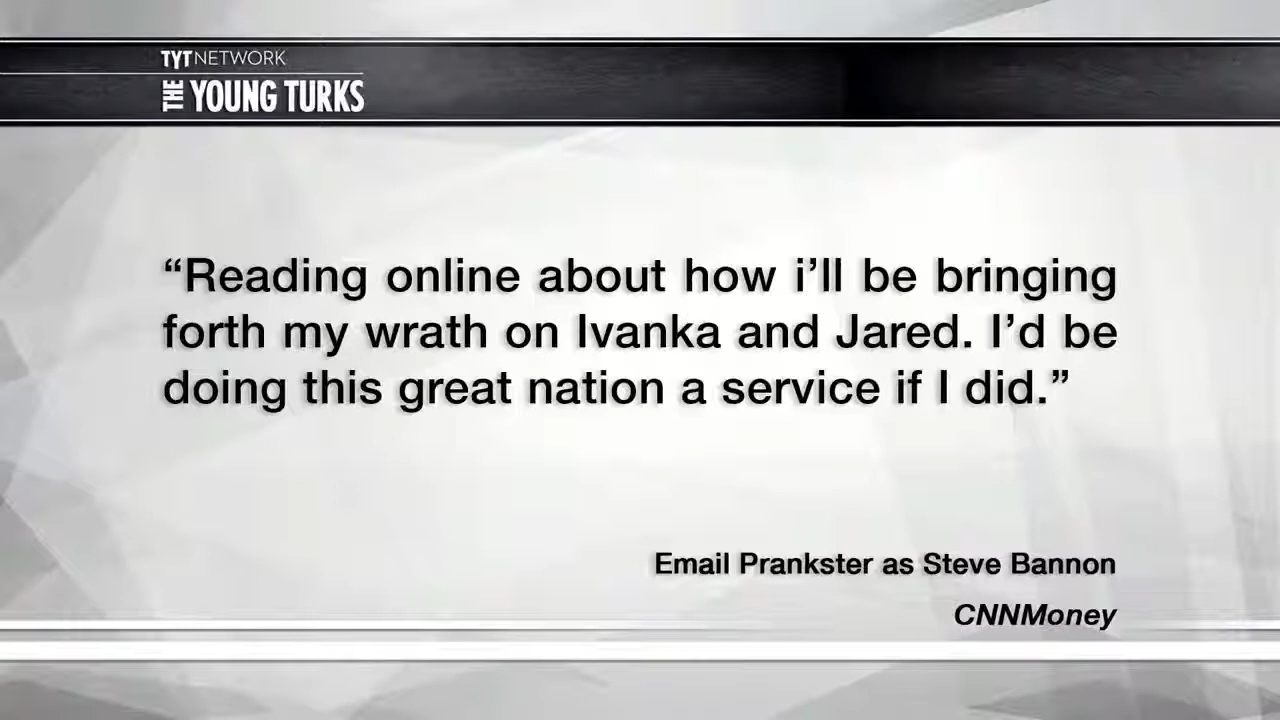 TYTNETWORK
THE YOUNG TURKS
“Reading online about how i’ll be bringing
forth my wrath on Ivanka and Jared. I’d be
doing this great nation a service if I did.”
Email Prankster as Steve Bannon
CNNMoney